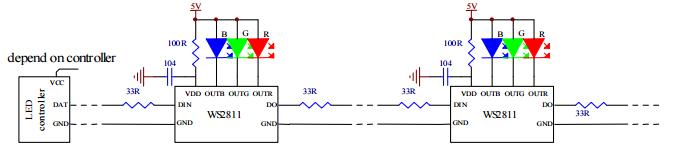 5V
5V
B G R
B G R
100R
100R
depend on controller
104
104
VCC
VDD OUTB OUTG OUTR
VDD OUTB OUTG OUTR
33R
33R
33R
LED controller
DAT
DIN
DO
DIN
DO
WS2811
WS2811
33R
GND
GND
GND
GND
GND